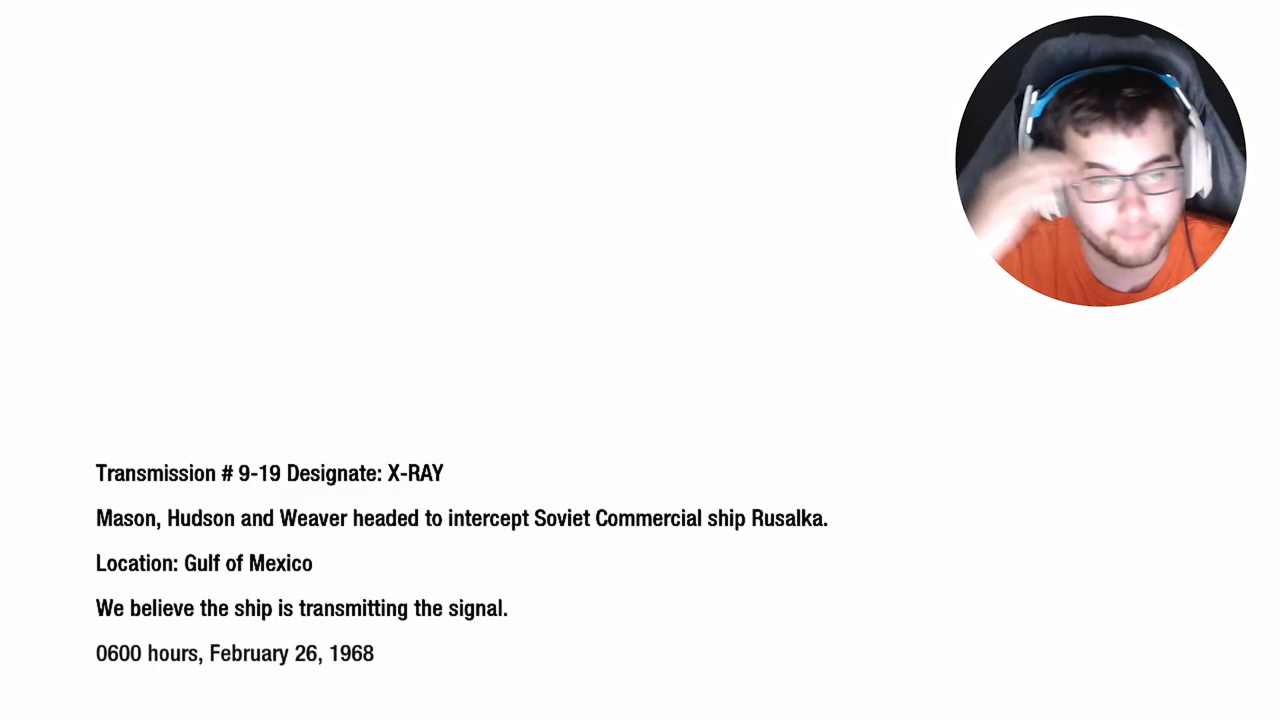 Transmission # 9-19 Designate: X-RAY
Mason, Hudson and Weaver headed to intercept Soviet Commercial ship Rusalka.
Location: Gulf of Mexico
We believe the ship is transmitting the signal.
0600 hours, February 26, 1968